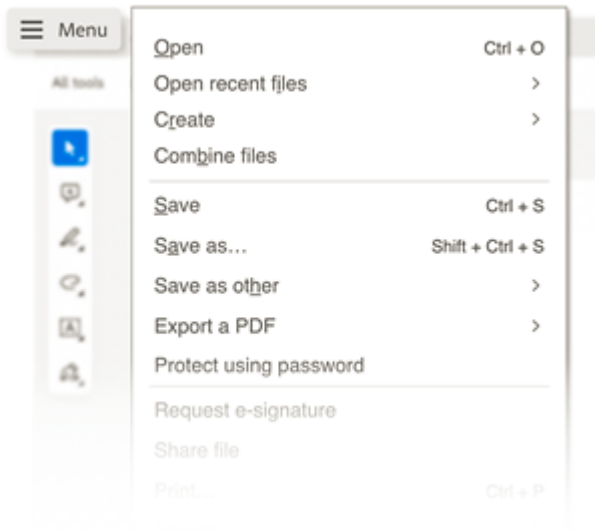 Menu
Open Ctrl + O
All tools
Open recent files
Create
Combine files
Save Ctrl + S
Save as... Shift + Ctrl + S
Save as other
Export a PDF
Protect using password
Request e-signature
Share file
Print... Ctrl + P